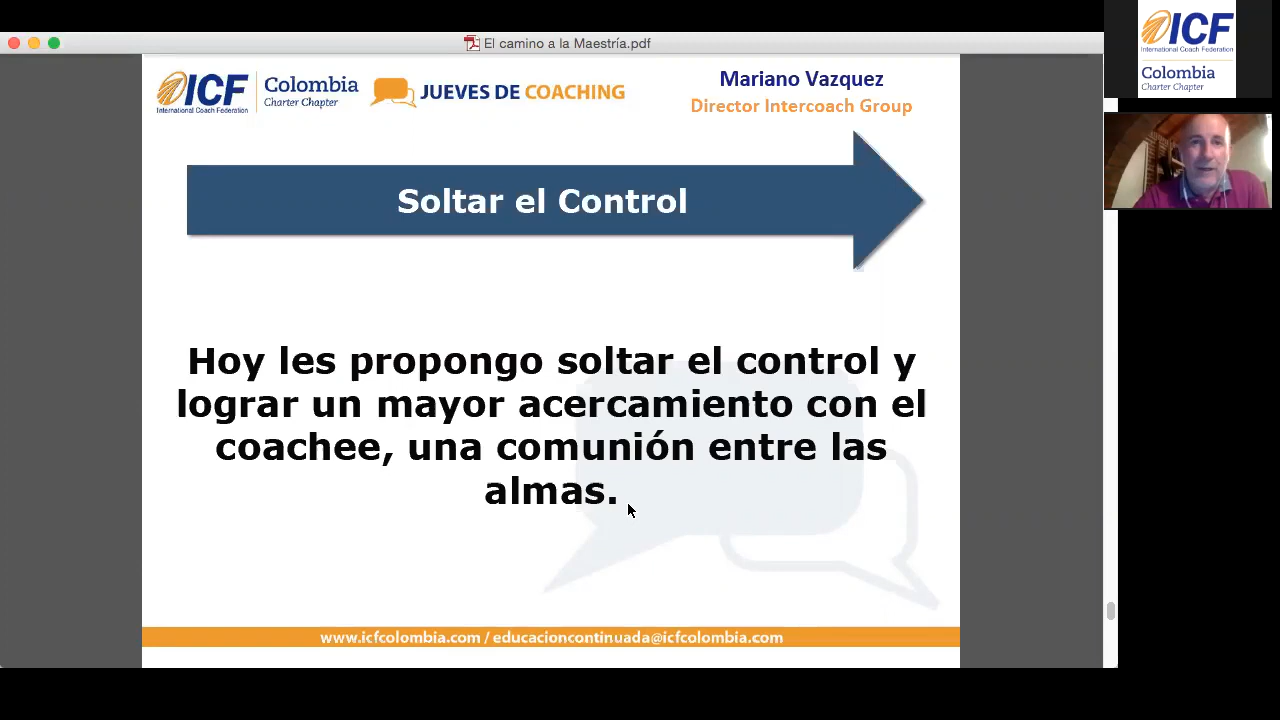 El camino a la Maestría.pdf
ICF
International Coach Federation
Colombia
Charter Chapter
JUEVES DE COACHING
Mariano Vazquez
Director Intercoach Group
Soltar el Control
Hoy les propongo soltar el control y
lograr un mayor acercamiento con el
coachee, una comunión entre las
almas.
www.icfcolombia.com / educacioncontinuada@icfcolombia.com
ICF
International Coach Federation
Colombia
Charter Chapter